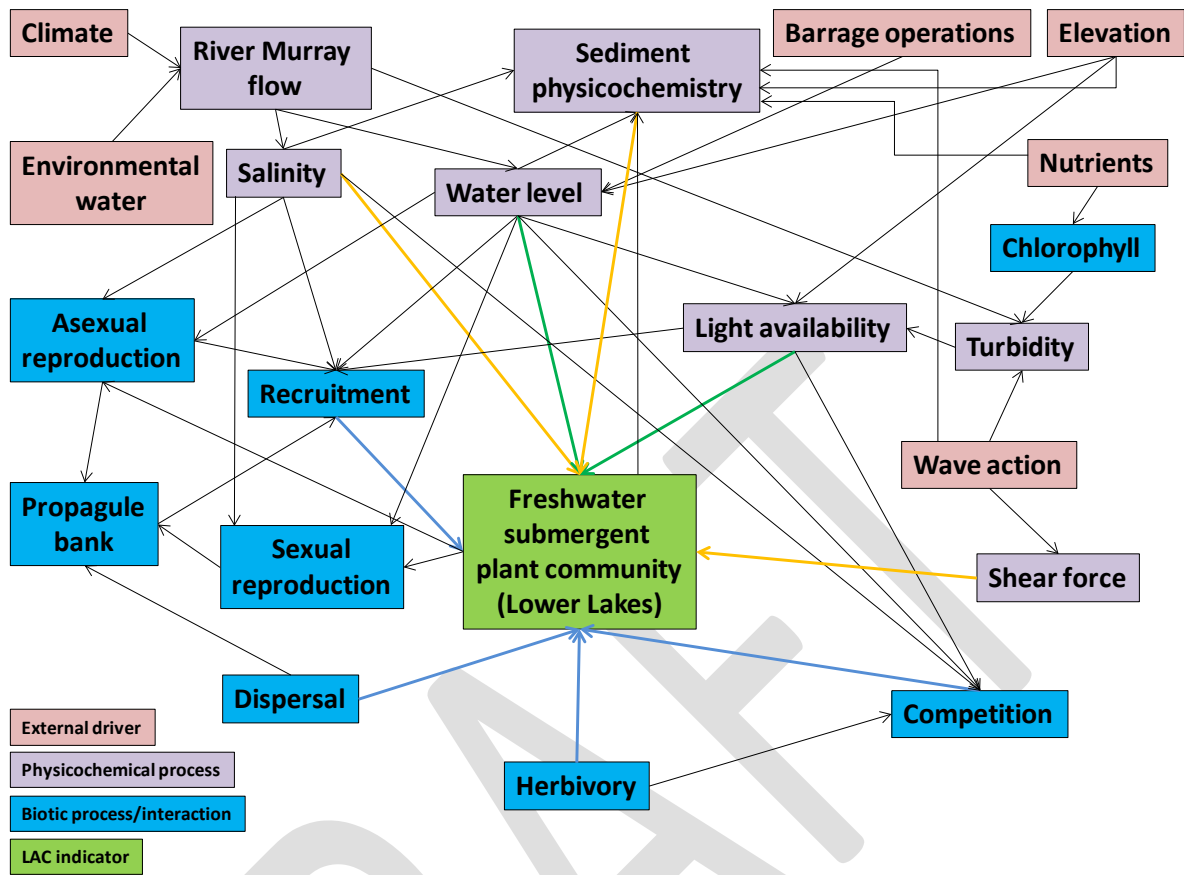 Climate
River Murray
flow
Sediment
physicochemistry
Barrage operations
Elevation
Environmental
water
Salinity
Water level
Nutrients
Chlorophyll
Asexual
reproduction
Recruitment
Light availability
Turbidity
Wave action
Propagule
bank
Sexual
reproduction
Freshwater
submergent
plant community
(Lower Lakes)
Shear force
Dispersal
Competition
Herbivory
External driver
Physicochemical process
Biotic process/interaction
LAC indicator
DRAFT